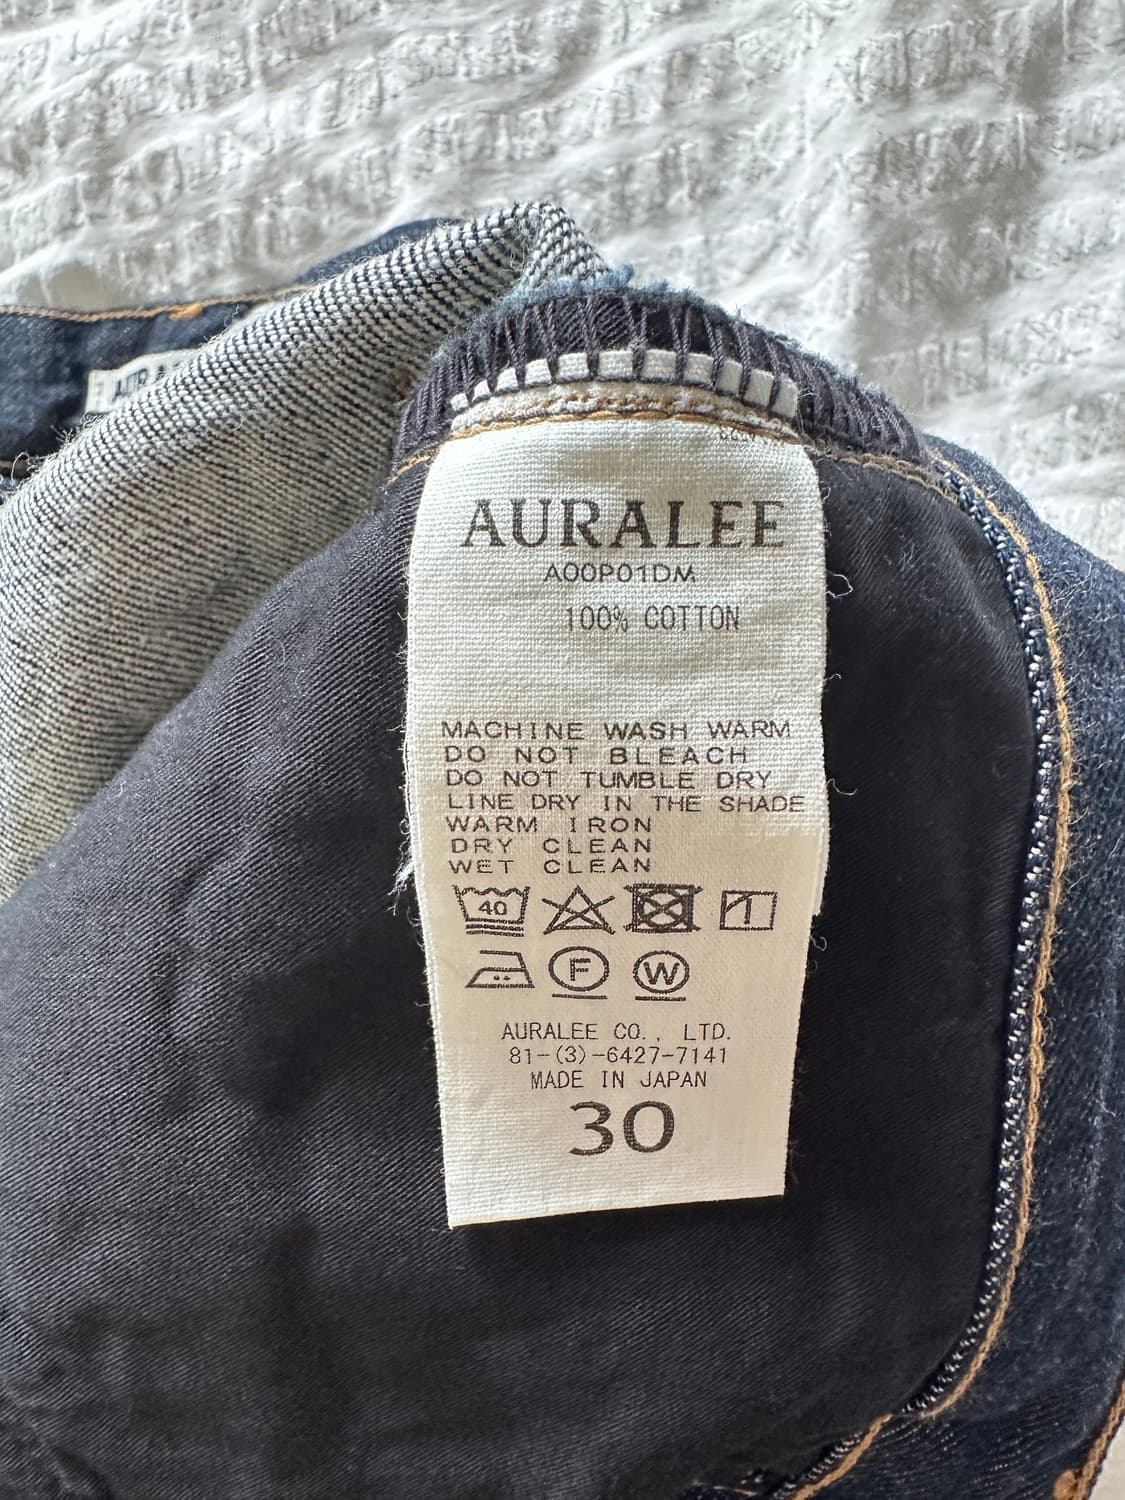 AURALEE
A00P01DM
100% COTTON
MACHINE WASH WARM
DO NOT BLEACH
DO NOT TUMBLE DRY
LINE DRY IN THE SHADE
WARM IRON
DRY CLEAN
WET CLEAN
40
F W
AURALEE CO., LTD.
81-(3)-6427-7141
MADE IN JAPAN
30